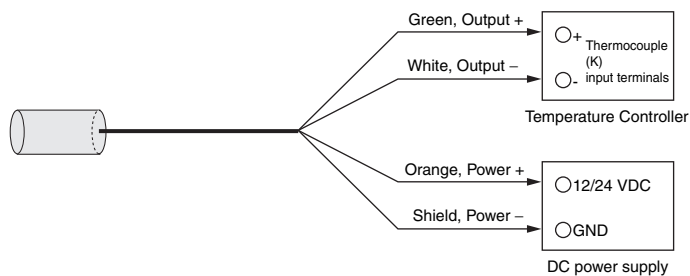 Green, Output +
White, Output −
+ Thermocouple
(K)
- input terminals
Temperature Controller
Orange, Power +
Shield, Power −
12/24 VDC
GND
DC power supply